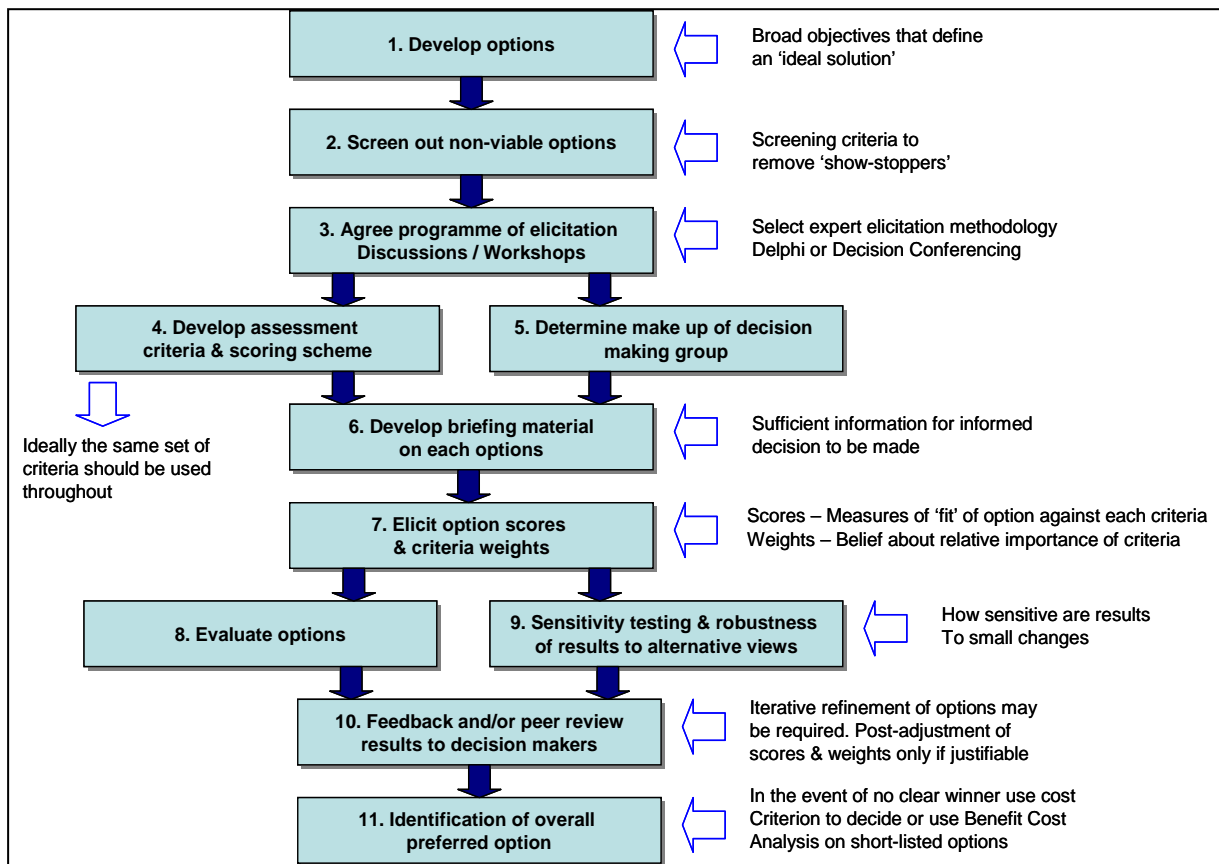 1. Develop options
Broad objectives that define
an ‘ideal solution’
2. Screen out non-viable options
Screening criteria to
remove ‘show-stoppers’
3. Agree programme of elicitation
Discussions / Workshops
Select expert elicitation methodology
Delphi or Decision Conferencing
4. Develop assessment
criteria & scoring scheme
5. Determine make up of decision
making group
Ideally the same set of
criteria should be used
throughout
6. Develop briefing material
on each options
Sufficient information for informed
decision to be made
7. Elicit option scores
& criteria weights
Scores – Measures of ‘fit’ of option against each criteria
Weights – Belief about relative importance of criteria
8. Evaluate options
9. Sensitivity testing & robustness
of results to alternative views
How sensitive are results
To small changes
10. Feedback and/or peer review
results to decision makers
Iterative refinement of options may
be required. Post-adjustment of
scores & weights only if justifiable
11. Identification of overall
preferred option
In the event of no clear winner use cost
Criterion to decide or use Benefit Cost
Analysis on short-listed options